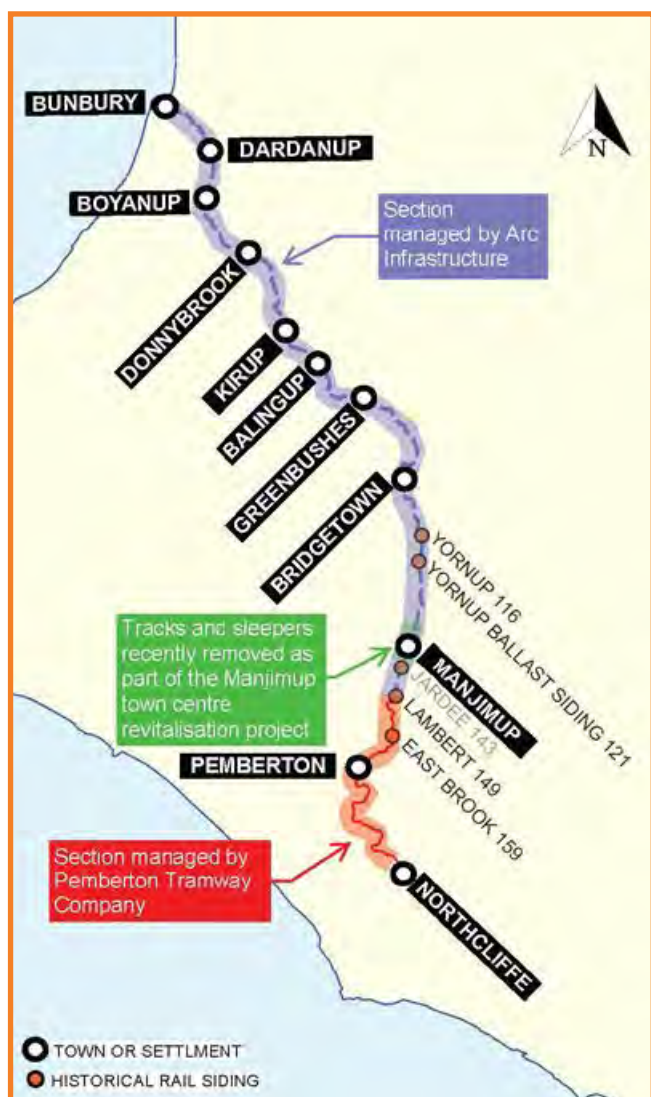 BUNBURY
DARDANUP
N
BOYANUP
Section
managed by Arc
Infrastructure
DONNYBROOK
KIRUP
BALINGUP
GREENBUSHES
BRIDGETOWN
YORNUP 116
YORNUP BALLAST SIDING 121
Tracks and sleepers
recently removed as
part of the Manjimup
town centre
revitalisation project
MANJIMUP
JARDEE 143
LAMBERT 149
EAST BROOK 159
PEMBERTON
Section managed by
Pemberton Tramway
Company
NORTHCLIFFE
TOWN OR SETTLMENT
HISTORICAL RAIL SIDING